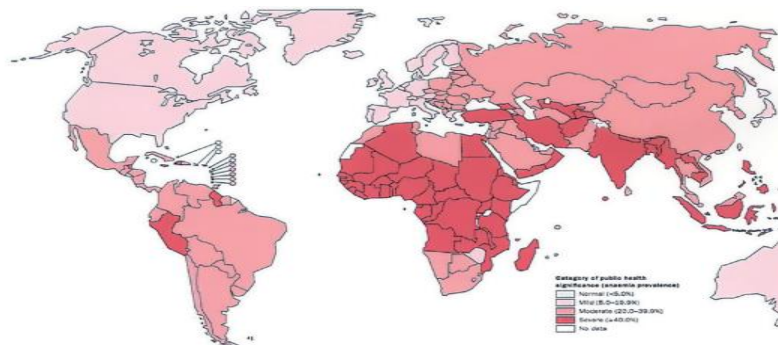 Category of public health
significance (anaemia prevalence)
Normal (<5.0%)
Mild (5.0–19.9%)
Moderate (20.0–39.9%)
Severe (≥40.0%)
No data